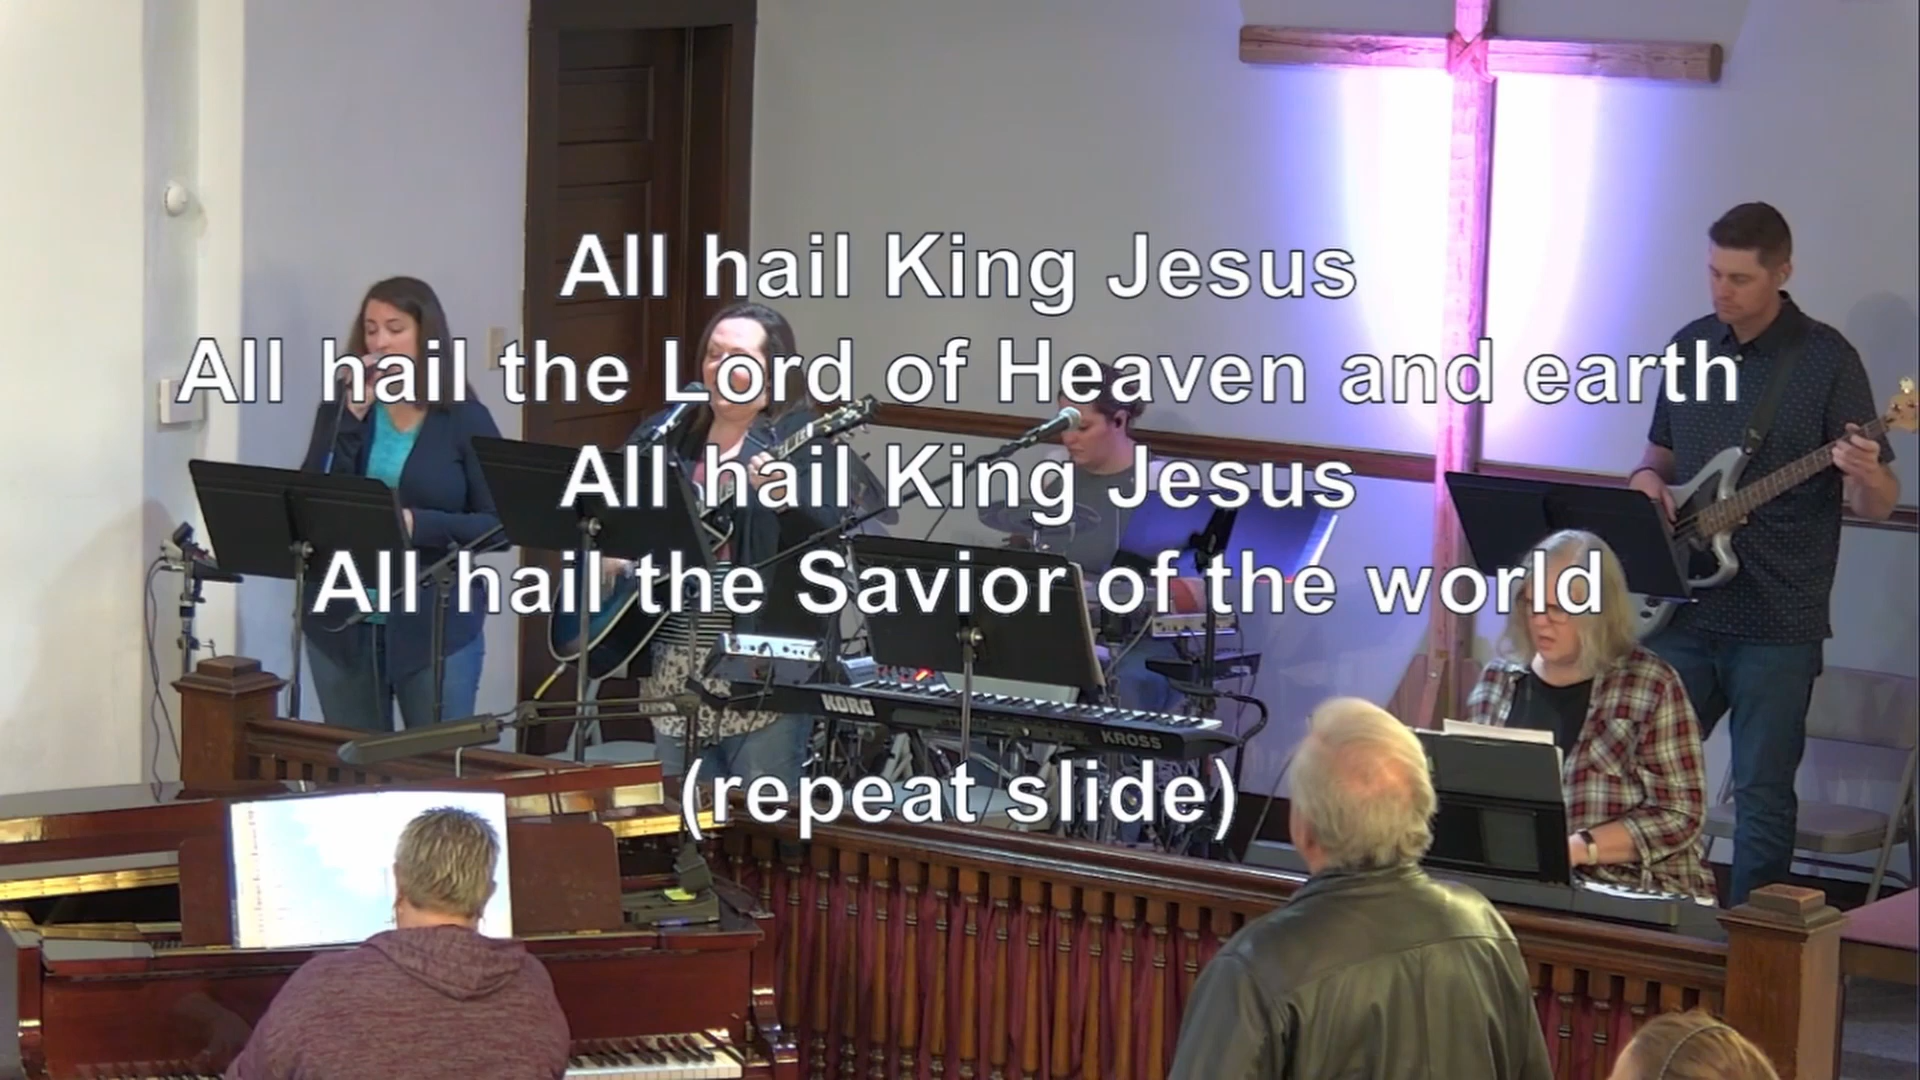 All hail King Jesus
All hail the Lord of Heaven and earth
All hail King Jesus
All hail the Savior of the world
KORG
KROSS
(repeat slide)